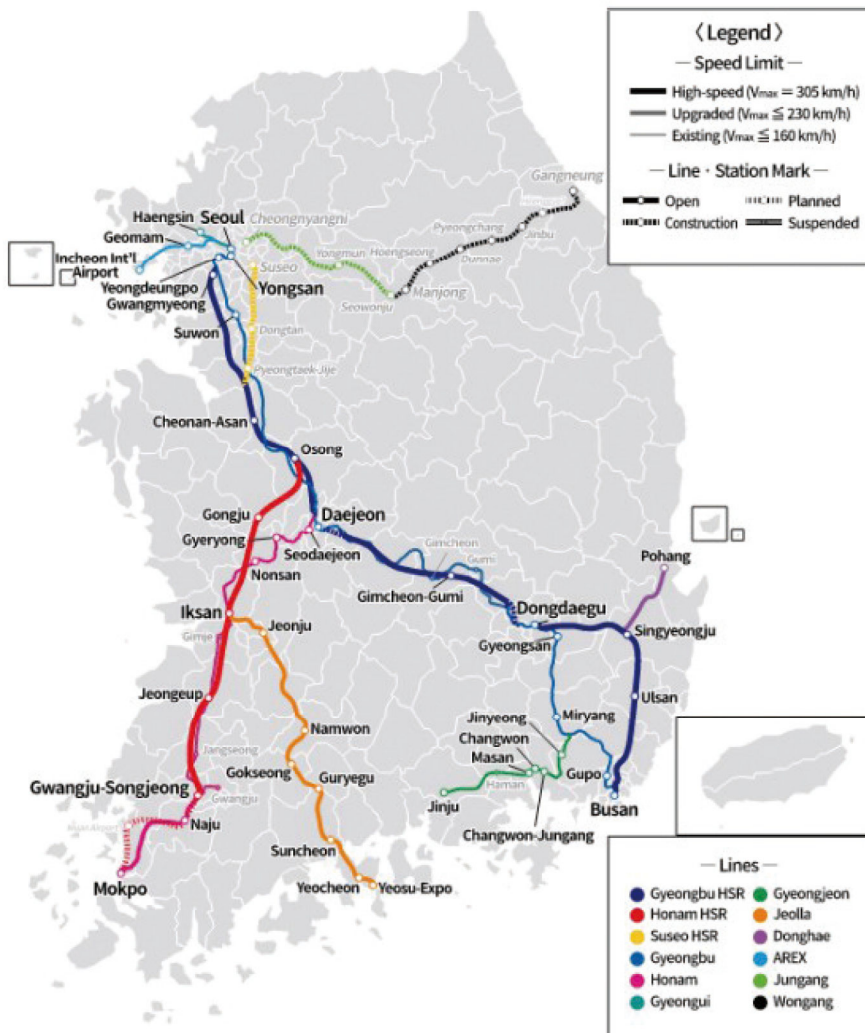 〈 Legend 〉
— Speed Limit —
High-speed (Vmax = 305 km/h)
Upgraded (Vmax ≦ 230 km/h)
Existing (Vmax ≦ 160 km/h)
— Line · Station Mark —
Open
Planned
Construction
Suspended
Gangneung
Haengsin
Seoul
Cheongnyangni
Geomam
Pyeongchang
Jinbu
Incheon Int'l
Airport
Yongmun
Hoengseong
Dunnae
Suseo
Yeongdeungpo
Yongsan
Gwangmyeong
Seowonju
Manjong
Suwon
Dongtan
Pyeongtaek-Jije
Cheonan-Asan
Osong
Gongju
Daejeon
Gyeryong
Seodaejeon
Gimcheon
Gumi
Nonsan
Pohang
Gimcheon-Gumi
Iksan
Dongdaegu
Jeonju
Gyeongsan
Singyeongju
Gimje
Jeongeup
Ulsan
Namwon
Jinyeong
Miryang
Changwon
Jangseong
Masan
Gokseong
Guryegu
Gupo
Gwangju-Songjeong
Haman
Gwangju
Jinju
Busan
Naju
Changwon-Jungang
Suncheon
Mokpo
Yeocheon
Yeosu-Expo
— Lines —
Gyeongbu HSR
Gyeongjeon
Honam HSR
Jeolla
Suseo HSR
Donghae
Gyeongbu
AREX
Honam
Jungang
Gyeongui
Wongang